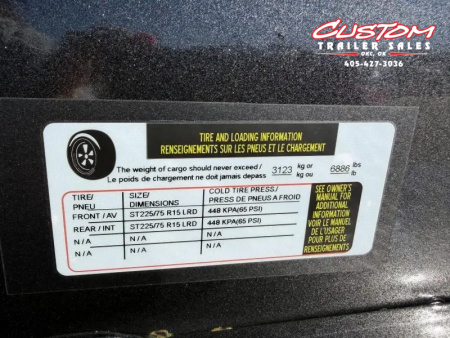 CUSTOM
TRAILER SALES
OKC, OK
405-427-3036
TIRE AND LOADING INFORMATION
RENSEIGNEMENTS SUR LES PNEUS ET LE CHARGEMENT
The weight of cargo should never exceed / 3123 kg or 6886 lbs
Le poids de chargement ne doit jamais depass kg ou lb
TIRE/ SIZE/ COLD TIRE PRESS./
PNEU DIMENSIONS PRESS. DE PNEUS A FROID
FRONT / AV ST225/75 R15 LRD 448 KPA(65 PSI)
REAR / INT ST225/75 R15 LRD 448 KPA(65 PSI)
N/A N/A N/A
N/A N/A N/A
SEE OWNER'S
MANUAL FOR
ADDITIONAL
INFORMATION
VOIR LE MANUEL
DE L'USAGER
POUR PLUS DE
RENSEIGNEMENTS